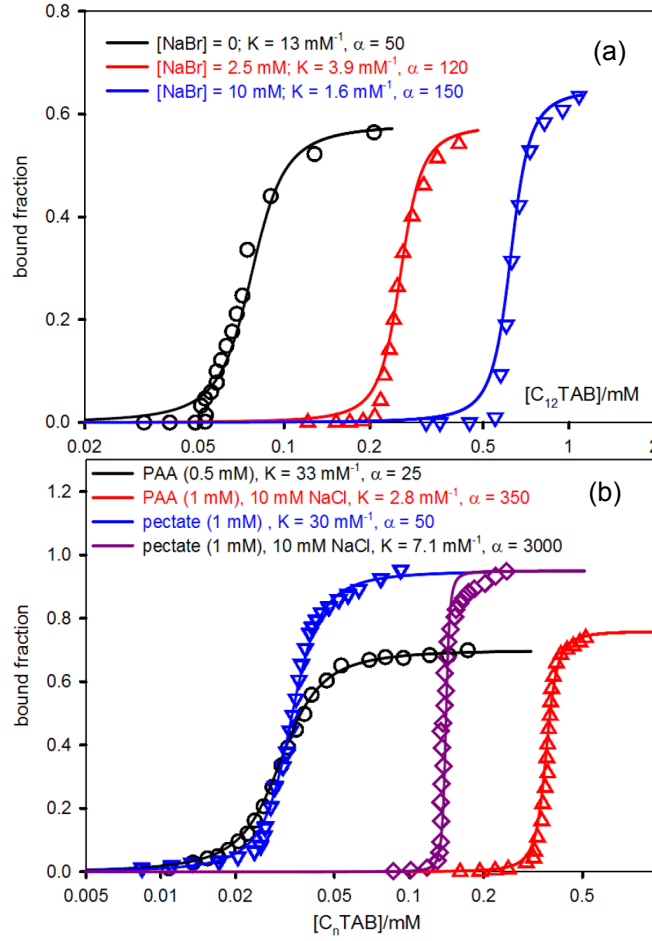 0.8
[NaBr] = 0; K = 13 mM⁻¹, α = 50
(a)
[NaBr] = 2.5 mM; K = 3.9 mM⁻¹, α = 120
[NaBr] = 10 mM; K = 1.6 mM⁻¹, α = 150
0.6
bound fraction
0.4
0.2
[C₁₂TAB]/mM
0.0
0.02 0.05 0.1 0.2 0.5 1 2
PAA (0.5 mM), K = 33 mM⁻¹, α = 25
(b)
1.2
PAA (1 mM), 10 mM NaCl, K = 2.8 mM⁻¹, α = 350
pectate (1 mM) , K = 30 mM⁻¹, α = 50
1.0
pectate (1 mM), 10 mM NaCl, K = 7.1 mM⁻¹, α = 3000
0.8
bound fraction
0.6
0.4
0.2
0.0
0.005 0.01 0.02 0.05 0.1 0.2 0.5
[CₙTAB]/mM